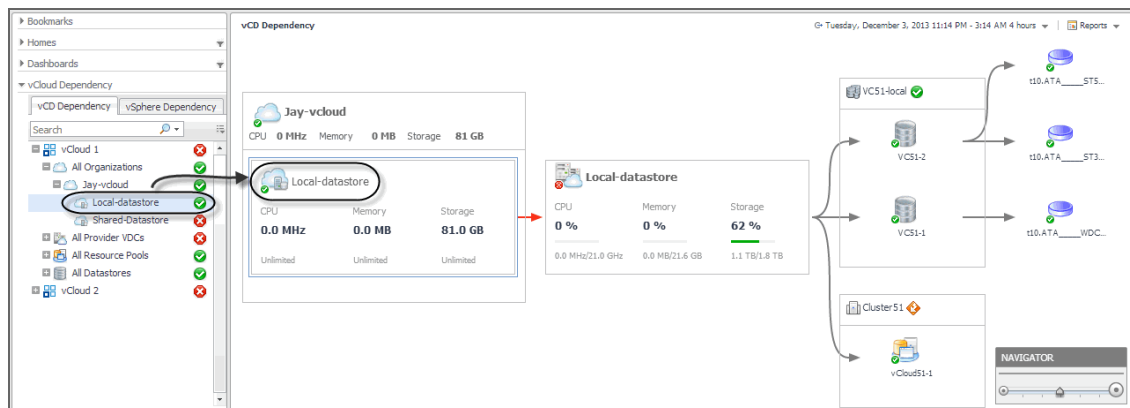 Bookmarks
Homes
Dashboards
vCloud Dependency
vCD Dependency vSphere Dependency
Search
vCloud 1
All Organizations
Jay-vcloud
Local-datastore
Shared-Datastore
All Provider VDCs
All Resource Pools
All Datastores
vCloud 2
vCD Dependency
Tuesday, December 3, 2013 11:14 PM - 3:14 AM 4 hours
Reports
Jay-vcloud
CPU 0 MHz Memory 0 MB Storage 81 GB
Local-datastore
CPU Memory Storage
0.0 MHz 0.0 MB 81.0 GB
Unlimited Unlimited Unlimited
Local-datastore
CPU Memory Storage
0 % 0 % 62 %
0.0 MHz/21.0 GHz 0.0 MB/21.6 GB 1.1 TB/1.8 TB
VC51-local
VC51-2
VC51-1
Cluster51
vCloud51-1
t10.ATA_____ST5...
t10.ATA_____ST3...
t10.ATA_____WDC...
NAVIGATOR